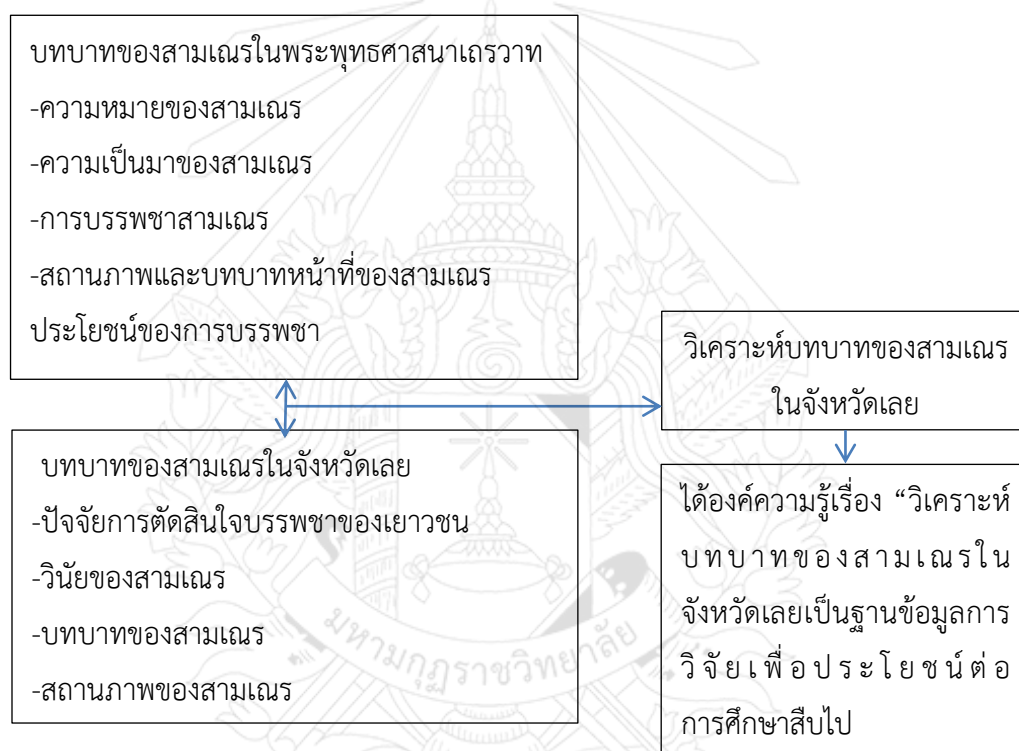 บทบาทของสามเณรในพระพุทธศาสนาเถรวาท
-ความหมายของสามเณร
-ความเป็นมาของสามเณร
-การบรรพชาสามเณร
-สถานภาพและบทบาทหน้าที่ของสามเณร
ประโยชน์ของการบรรพชา
บทบาทของสามเณรในจังหวัดเลย
-ปัจจัยการตัดสินใจบรรพชาของเยาวชน
-วินัยของสามเณร
-บทบาทของสามเณร
-สถานภาพของสามเณร
วิเคราะห์บทบาทของสามเณร
ในจังหวัดเลย
ได้องค์ความรู้เรื่อง “วิเคราะห์
บทบาทของสามเณรใน
จังหวัดเลยเป็นฐานข้อมูลการ
วิจัยเพื่อประโยชน์ต่อ
การศึกษาสืบไป
มหามกุฏราชวิทยาลัย